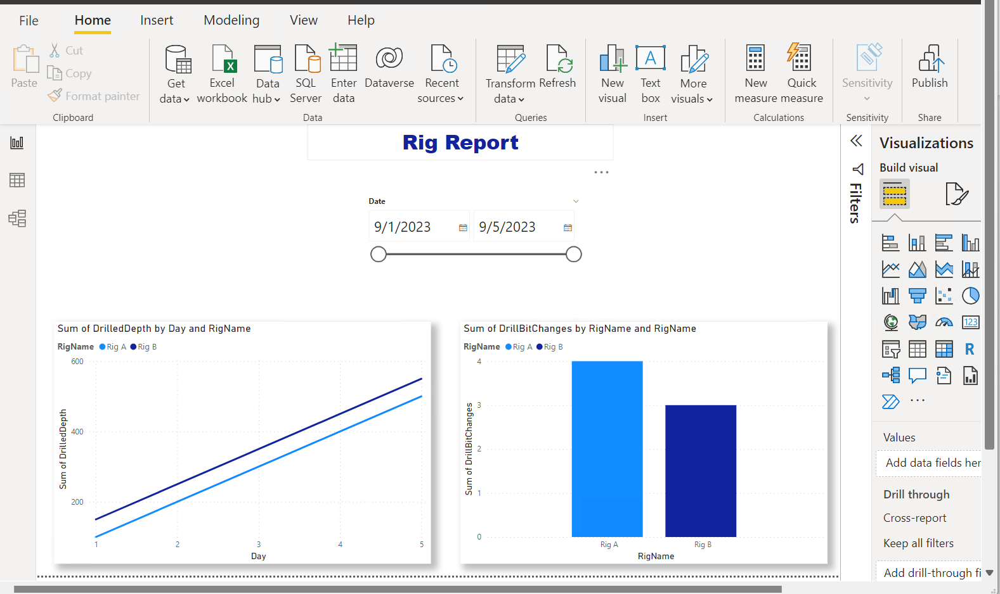 File Home Insert Modeling View Help
Paste
Cut
Copy
Format painter
Clipboard
Get
data
Excel
workbook
Data
hub
SQL
Server
Enter
data
Dataverse
Recent
sources
Data
Transform
data
Refresh
Queries
New
visual
A
Text
box
More
visuals
Insert
New
measure
Quick
measure
Calculations
Sensitivity
Sensitivity
Publish
Share
Rig Report
Date
9/1/2023 9/5/2023
Sum of DrilledDepth by Day and RigName
RigName Rig A Rig B
600
400
200
Sum of DrilledDepth
1 2 3 4 5
Day
Sum of DrillBitChanges by RigName and RigName
RigName Rig A Rig B
4
3
2
1
0
Sum of DrillBitChanges
Rig A Rig B
RigName
Filters
Visualizations
Build visual
123
R
Values
Add data fields her
Drill through
Cross-report
Keep all filters
Add drill-through fi